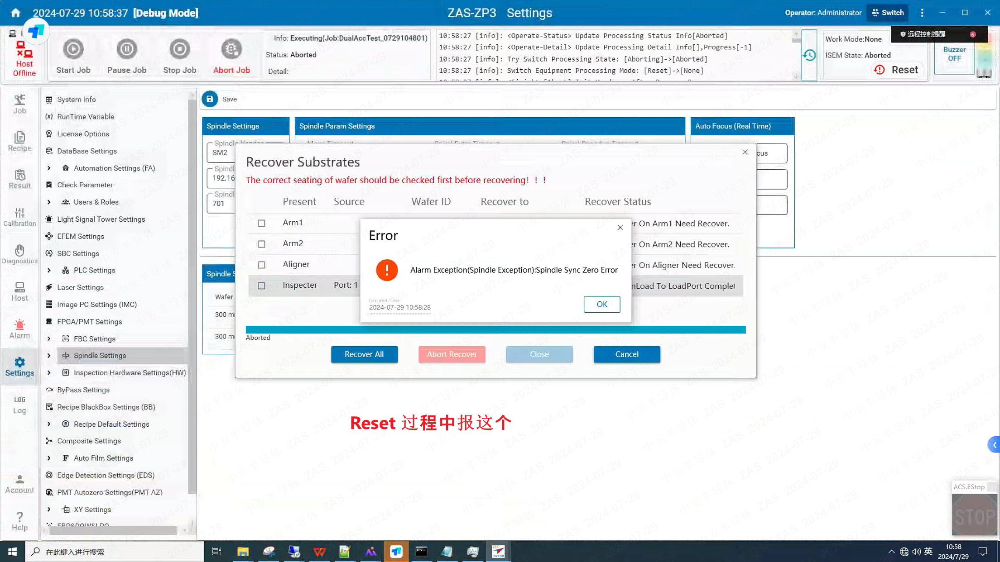 2024-07-29 10:58:37 [Debug Mode]
ZAS-ZP3 Settings
Operator: Administrator
Switch
Host
Offline
Start Job
Pause Job
Stop Job
Abort Job
Info: Executing(Job:DualAccTest_0729104801)
Status: Aborted
Detail:
10:58:27 [info]: <Operate-Status> Update Processing Status Info[Aborted]
10:58:27 [info]: <Operate-Detail> Update Processing Detail Info[],Progress[-1]
10:58:27 [info]: Try Switch Processing State: [Aborting]->[Aborted]
10:58:27 [info]: Switch Equipment Processing Mode: [Reset]->[None]
Work Mode:None
ISEM State: Aborted
Reset
远程控制提醒
6
Buzzer
OFF
Job
Recipe
Result
Calibration
Diagnostics
Host
Alarm
Settings
LOG
Log
Account
Help
System Info
RunTime Variable
License Options
DataBase Settings
Automation Settings (FA)
Check Parameter
Users & Roles
Light Signal Tower Settings
EFEM Settings
SBC Settings
PLC Settings
Laser Settings
Image PC Settings (IMC)
FPGA/PMT Settings
FBC Settings
Spindle Settings
Inspection Hardware Settings(HW)
ByPass Settings
Recipe BlackBox Settings (BB)
Recipe Default Settings
Composite Settings
Auto Film Settings
Edge Detection Settings (EDS)
PMT Autozero Settings(PMT AZ)
XY Settings
Save
Spindle Settings
Spindle Param Settings
Auto Focus (Real Time)
SM2
Spindl
192.16
Spindl
701
cus
Spindle S
Wafer
300 m
300 m
Recover Substrates
The correct seating of wafer should be checked first before recovering！！！
Present
Source
Wafer ID
Recover to
Recover Status
Arm1
er On Arm1 Need Recover.
Arm2
er On Arm2 Need Recover.
Aligner
er On Aligner Need Recover.
Inspecter
Port: 1
nLoad To LoadPort Complet
Error
Alarm Exception(Spindle Exception):Spindle Sync Zero Error
Occured Time
2024-07-29 10:58:28
OK
Aborted
Recover All
Abort Recover
Close
Cancel
Reset 过程中报这个
ACS.EStop
STOP
在此键入进行搜索
英
10:58
2024/7/29
中安半导体 ZAS 2024-07-29